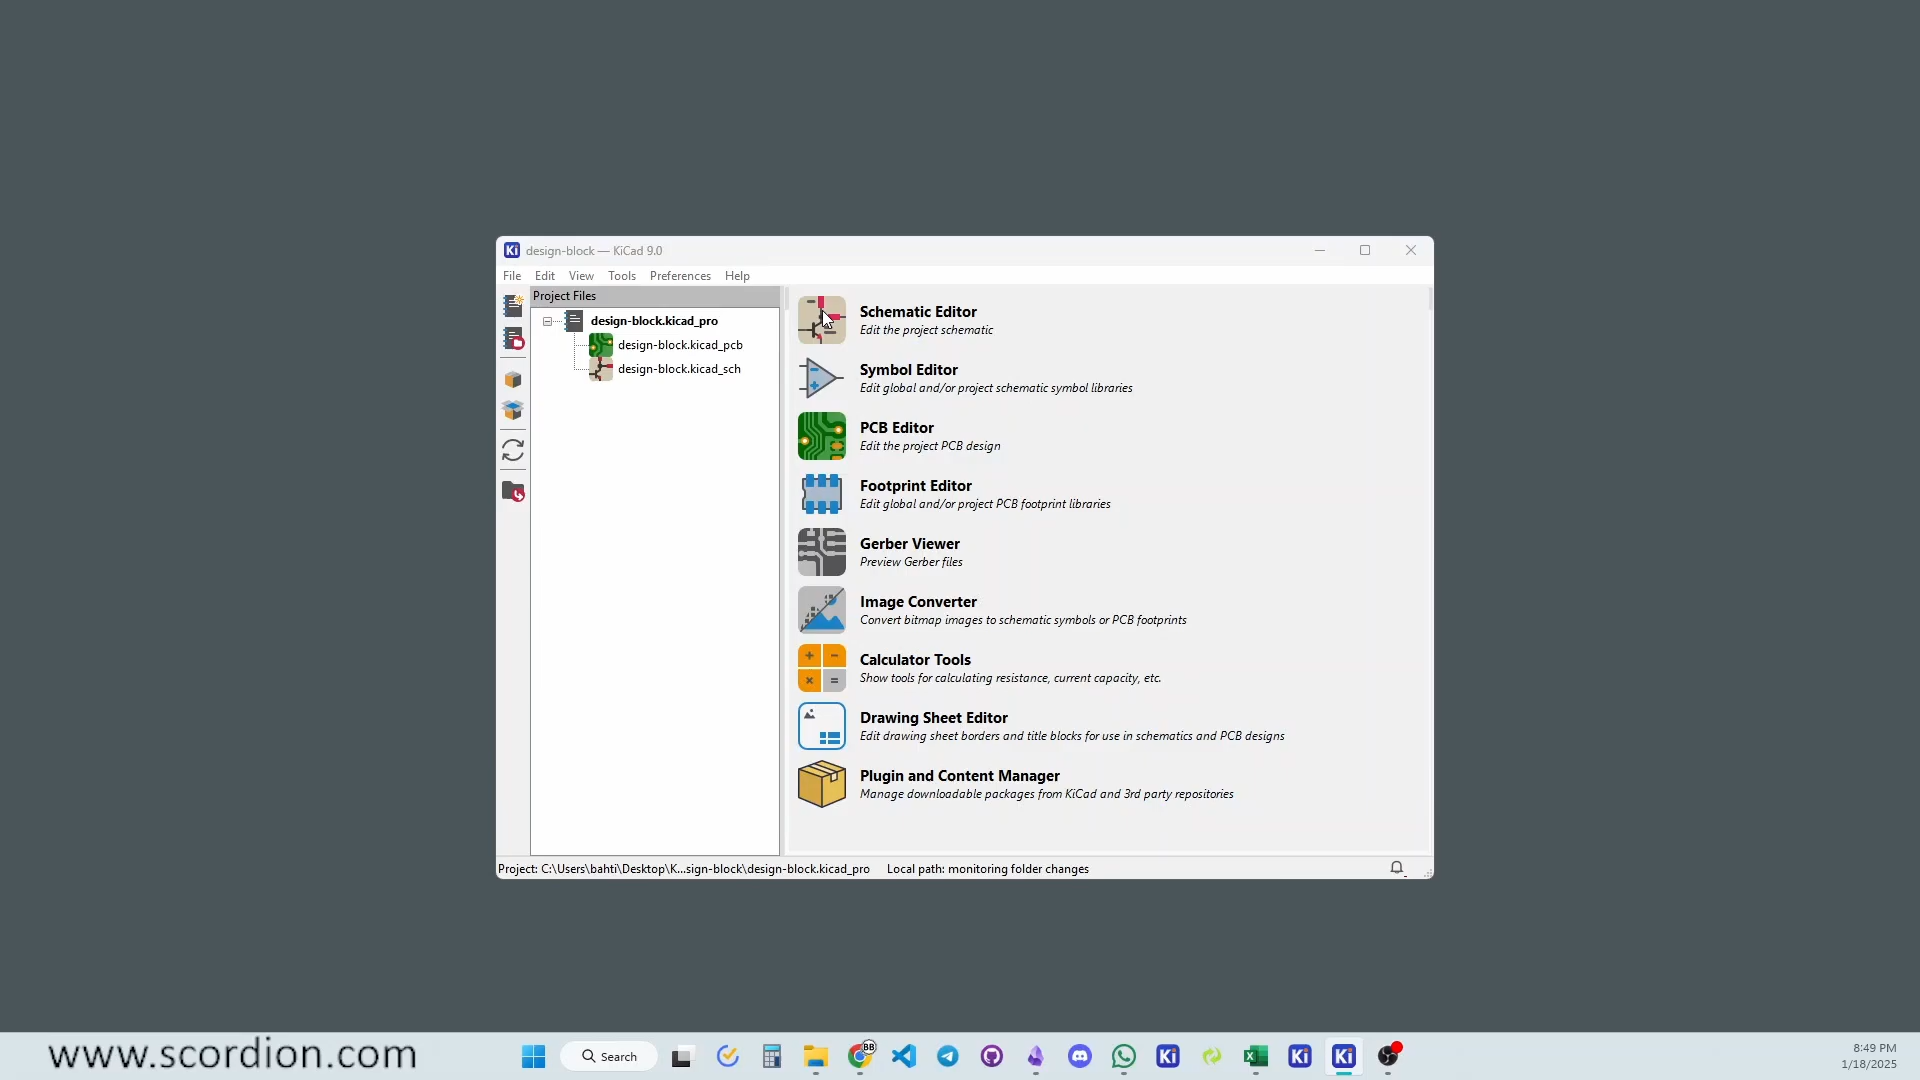 Ki design-block — KiCad 9.0
File Edit View Tools Preferences Help
Project Files
design-block.kicad_pro
design-block.kicad_pcb
design-block.kicad_sch
Schematic Editor
Edit the project schematic
Symbol Editor
Edit global and/or project schematic symbol libraries
PCB Editor
Edit the project PCB design
Footprint Editor
Edit global and/or project PCB footprint libraries
Gerber Viewer
Preview Gerber files
Image Converter
Convert bitmap images to schematic symbols or PCB footprints
Calculator Tools
Show tools for calculating resistance, current capacity, etc.
Drawing Sheet Editor
Edit drawing sheet borders and title blocks for use in schematics and PCB designs
Plugin and Content Manager
Manage downloadable packages from KiCad and 3rd party repositories
Project: C:\Users\bahti\Desktop\K...sign-block\design-block.kicad_pro Local path: monitoring folder changes
www.scordion.com
Search
BB
Ki
Ki
Ki
8:49 PM
1/18/2025